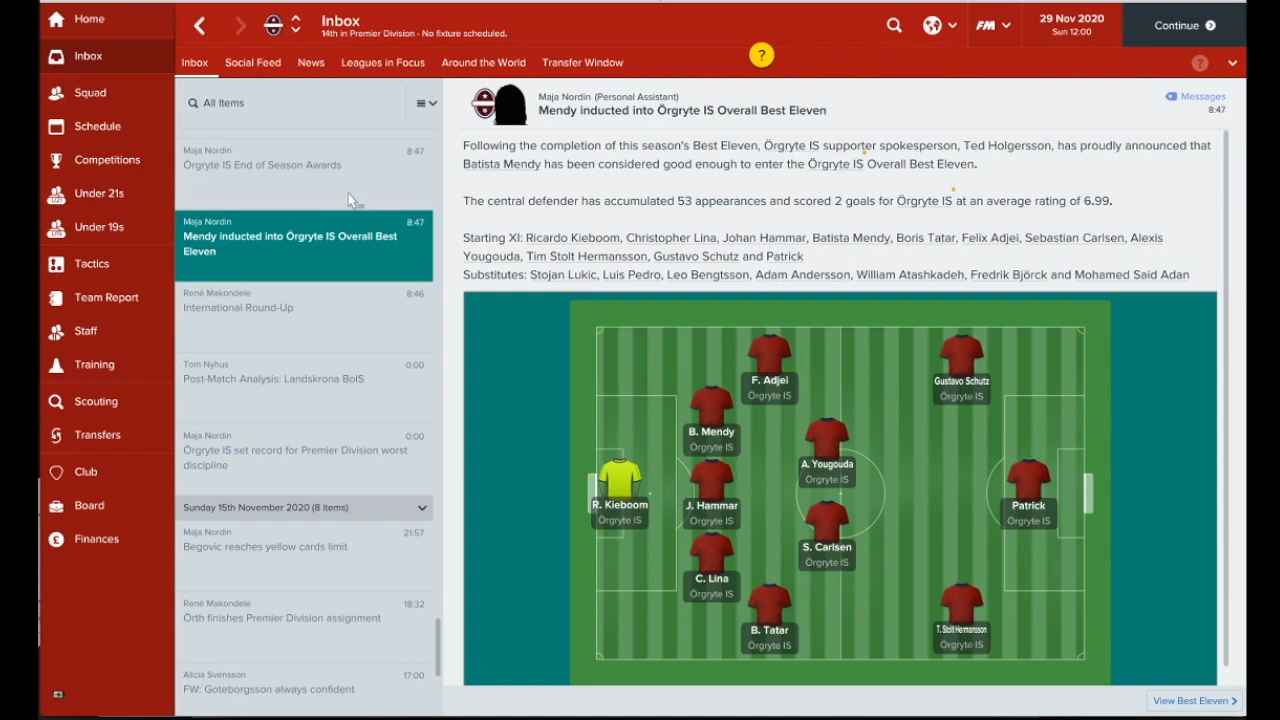 Home
Inbox
Squad
Schedule
Competitions
Under 21s
Under 19s
Tactics
Team Report
Staff
Training
Scouting
Transfers
Club
Board
Finances
Inbox
14th in Premier Division - No fixture scheduled.
FM
29 Nov 2020
Sun 12:00
Continue
Inbox
Social Feed
News
Leagues in Focus
Around the World
Transfer Window
?
?
All Items
Maja Nordin 8:47
Örgryte IS End of Season Awards
Maja Nordin 8:47
Mendy inducted into Örgryte IS Overall Best
Eleven
René Makondele 8:46
International Round-Up
Tom Nyhus 0:00
Post-Match Analysis: Landskrona BoIS
Maja Nordin 0:00
Örgryte IS set record for Premier Division worst
discipline
Sunday 15th November 2020 (8 Items)
Maja Nordin 21:57
Begovic reaches yellow cards limit
René Makondele 18:32
Örth finishes Premier Division assignment
Alicia Svensson 17:00
FW: Goteborgsson always confident
Maja Nordin (Personal Assistant)
Mendy inducted into Örgryte IS Overall Best Eleven
Messages
8:47
Following the completion of this season's Best Eleven, Örgryte IS supporter spokesperson, Ted Holgersson, has proudly announced that
Batista Mendy has been considered good enough to enter the Örgryte IS Overall Best Eleven.
The central defender has accumulated 53 appearances and scored 2 goals for Örgryte IS at an average rating of 6.99.
Starting XI: Ricardo Kieboom, Christopher Lina, Johan Hammar, Batista Mendy, Boris Tatar, Felix Adjei, Sebastian Carlsen, Alexis
Yougouda, Tim Stolt Hermansson, Gustavo Schutz and Patrick
Substitutes: Stojan Lukic, Luis Pedro, Leo Bengtsson, Adam Andersson, William Atashkadeh, Fredrik Björck and Mohamed Said Adan
F. Adjei
Örgryte IS
Gustavo Schutz
Örgryte IS
B. Mendy
Örgryte IS
A. Yougouda
Örgryte IS
R. Kieboom
Örgryte IS
J. Hammar
Örgryte IS
Patrick
Örgryte IS
S. Carlsen
Örgryte IS
C. Lina
Örgryte IS
B. Tatar
Örgryte IS
T. Stolt Hermansson
Örgryte IS
View Best Eleven